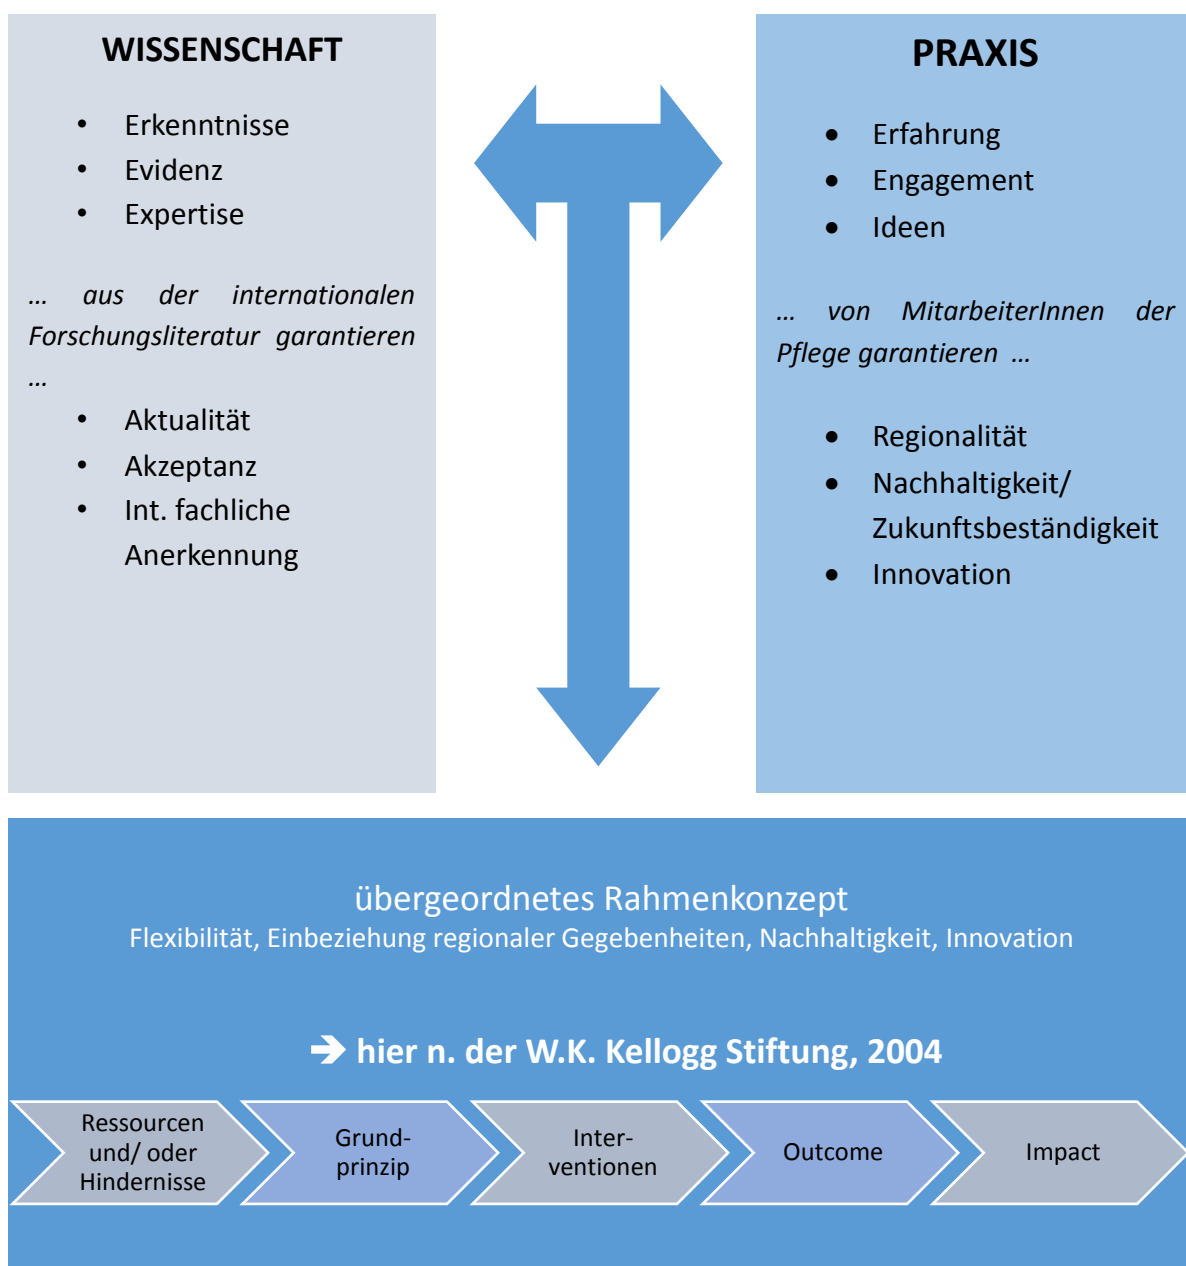 WISSENSCHAFT
• Erkenntnisse
• Evidenz
• Expertise
… aus der internationalen
Forschungsliteratur garantieren
…
• Aktualität
• Akzeptanz
• Int. fachliche
Anerkennung
PRAXIS
• Erfahrung
• Engagement
• Ideen
… von MitarbeiterInnen der
Pflege garantieren …
• Regionalität
• Nachhaltigkeit/
Zukunftsbeständigkeit
• Innovation
übergeordnetes Rahmenkonzept
Flexibilität, Einbeziehung regionaler Gegebenheiten, Nachhaltigkeit, Innovation
➔ hier n. der W.K. Kellogg Stiftung, 2004
Ressourcen
und/ oder
Hindernisse
Grund-
prinzip
Inter-
ventionen
Outcome
Impact